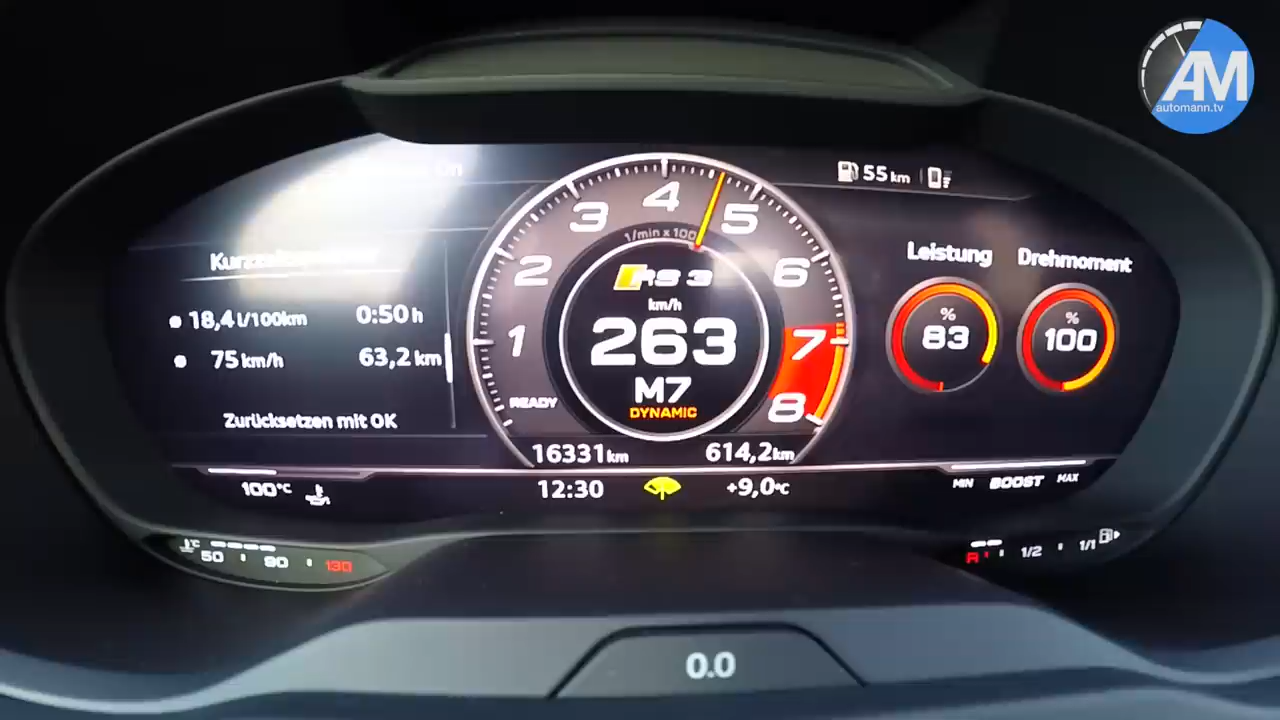 AM
automann.tv
55 km
Leistung
%
83
Drehmoment
%
100
18,4 l/100km
0:50 h
75 km/h
63,2 km
Zurücksetzen mit OK
1
2
3
4
5
6
7
8
1/min x 100
RS 3
km/h
263
M7
DYNAMIC
READY
16331 km
614,2 km
100°C
12:30
+9,0°C
MIN BOOST MAX
°C
50
90
130
R
1/2
1/1
0.0